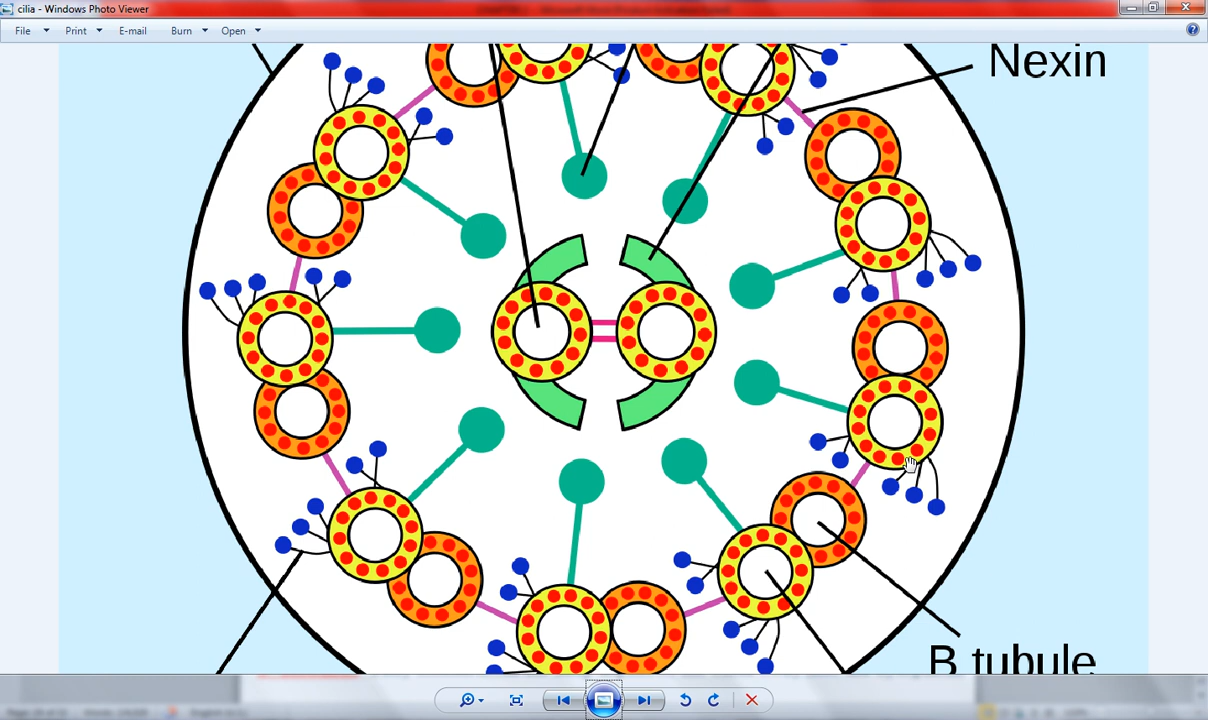 cilia - Windows Photo Viewer
File Print E-mail Burn Open
Nexin
B tubule